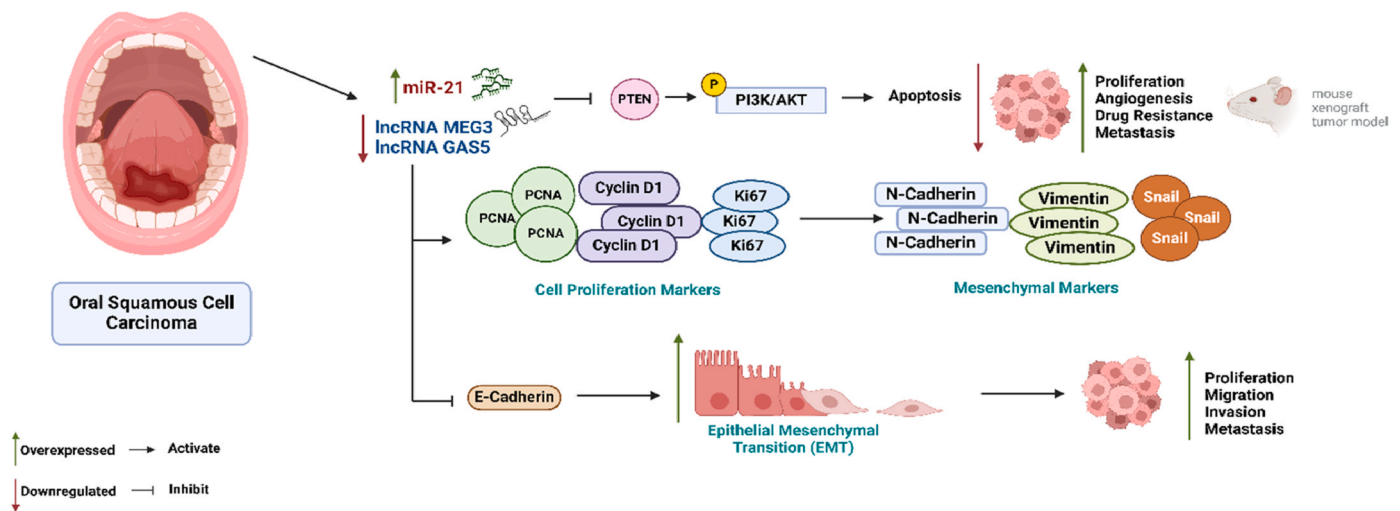 Oral Squamous Cell
Carcinoma
miR-21
lncRNA MEG3
lncRNA GAS5
PTEN
P
PI3K/AKT
Apoptosis
Proliferation
Angiogenesis
Drug Resistance
Metastasis
mouse
xenograft
tumor model
PCNA
PCNA
PCNA
Cyclin D1
Cyclin D1
Cyclin D1
Ki67
Ki67
Ki67
Cell Proliferation Markers
N-Cadherin
N-Cadherin
N-Cadherin
Vimentin
Vimentin
Vimentin
Snail
Snail
Snail
Mesenchymal Markers
E-Cadherin
Epithelial Mesenchymal
Transition (EMT)
Proliferation
Migration
Invasion
Metastasis
Overexpressed
Activate
Downregulated
Inhibit